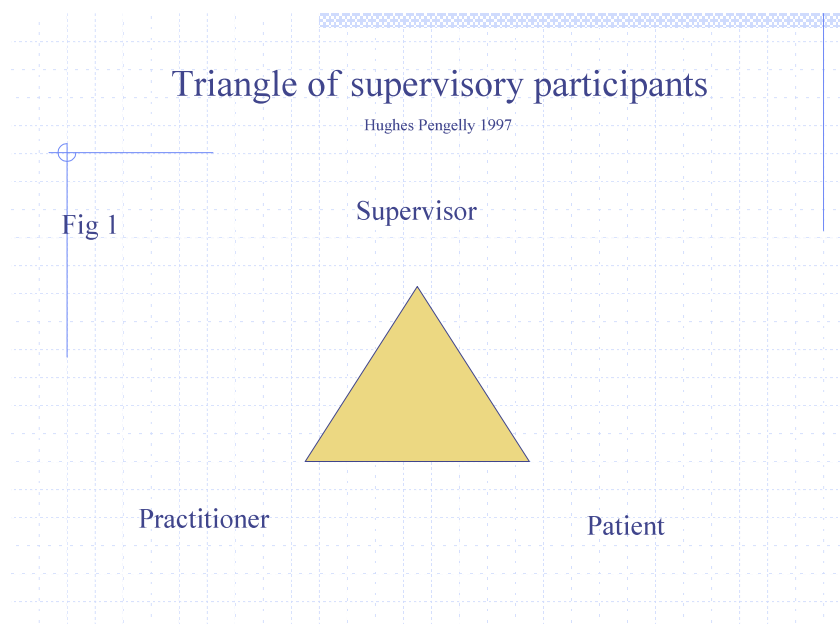 Triangle of supervisory participants
Hughes Pengelly 1997
Supervisor
Fig 1
Practitioner
Patient